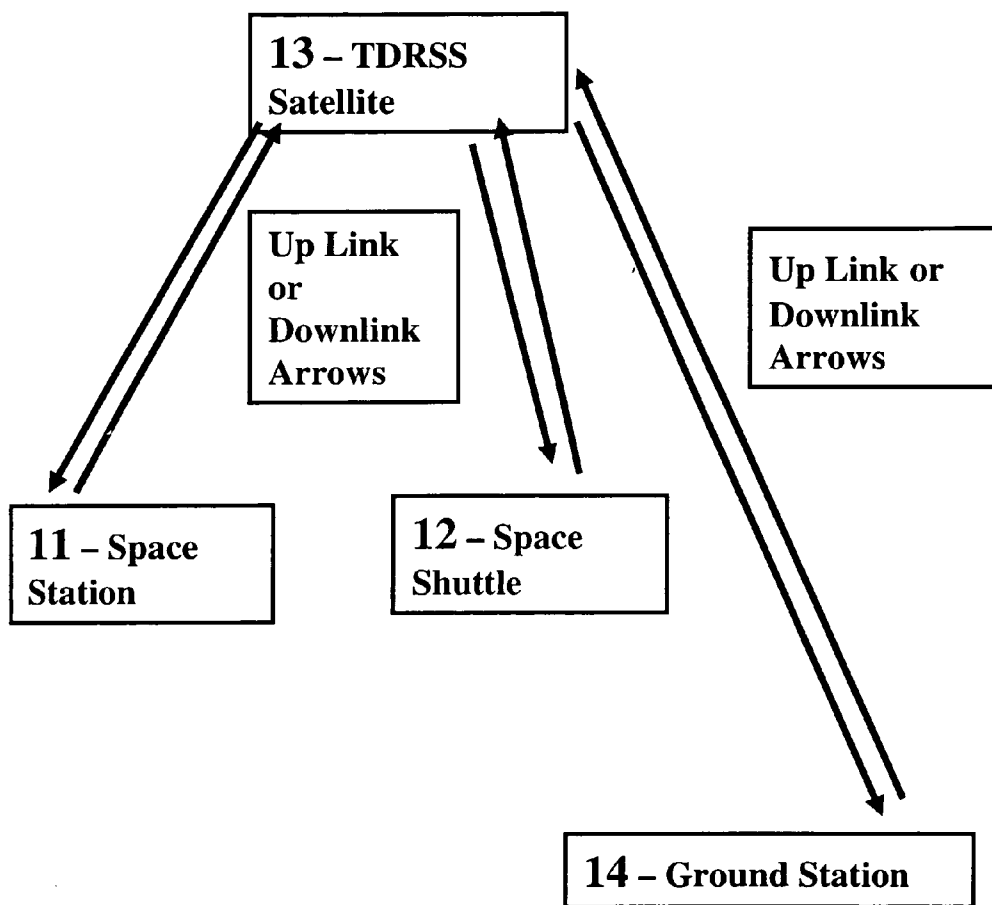 13 – TDRSS
Satellite
Up Link
or
Downlink
Arrows
Up Link or
Downlink
Arrows
11 – Space
Station
12 – Space
Shuttle
14 – Ground Station